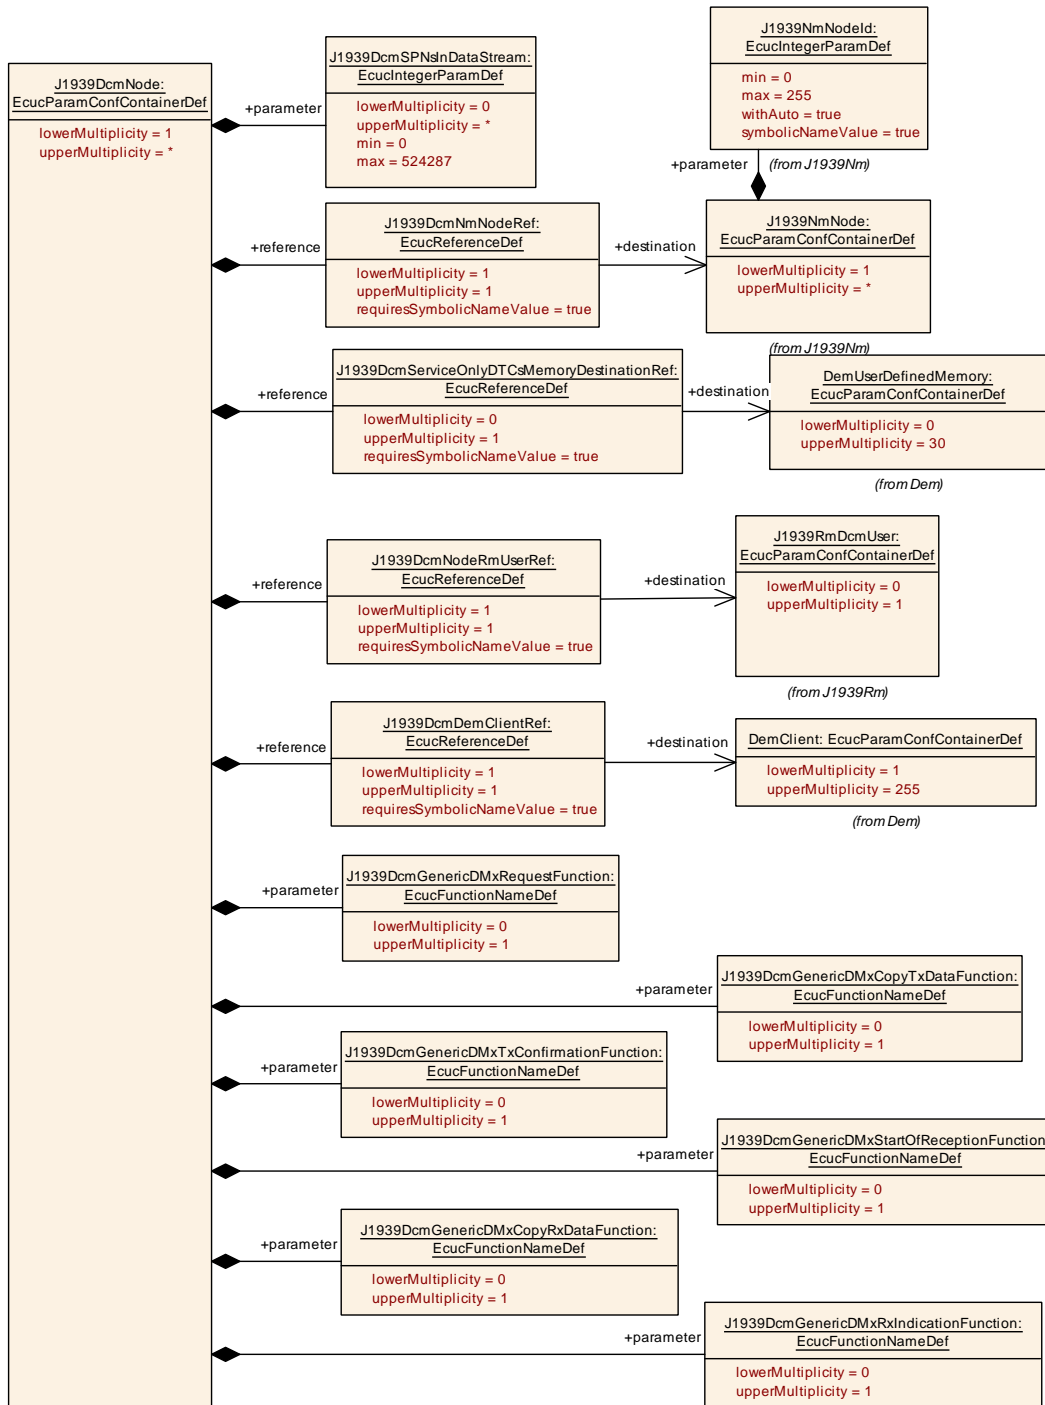 J1939DcmNode:
EcucParamConfContainerDef
lowerMultiplicity = 1
upperMultiplicity = *
+parameter
J1939DcmSPNsInDataStream:
EcucIntegerParamDef
lowerMultiplicity = 0
upperMultiplicity = *
min = 0
max = 524287
J1939NmNodeId:
EcucIntegerParamDef
min = 0
max = 255
withAuto = true
symbolicNameValue = true
+parameter
(from J1939Nm)
+reference
J1939DcmNmNodeRef:
EcucReferenceDef
lowerMultiplicity = 1
upperMultiplicity = 1
requiresSymbolicNameValue = true
+destination
J1939NmNode:
EcucParamConfContainerDef
lowerMultiplicity = 1
upperMultiplicity = *
(from J1939Nm)
+reference
J1939DcmServiceOnlyDTCsMemoryDestinationRef:
EcucReferenceDef
lowerMultiplicity = 0
upperMultiplicity = 1
requiresSymbolicNameValue = true
+destination
DemUserDefinedMemory:
EcucParamConfContainerDef
lowerMultiplicity = 0
upperMultiplicity = 30
(from Dem)
+reference
J1939DcmNodeRmUserRef:
EcucReferenceDef
lowerMultiplicity = 1
upperMultiplicity = 1
requiresSymbolicNameValue = true
+destination
J1939RmDcmUser:
EcucParamConfContainerDef
lowerMultiplicity = 0
upperMultiplicity = 1
(from J1939Rm)
+reference
J1939DcmDemClientRef:
EcucReferenceDef
lowerMultiplicity = 1
upperMultiplicity = 1
requiresSymbolicNameValue = true
+destination
DemClient: EcucParamConfContainerDef
lowerMultiplicity = 1
upperMultiplicity = 255
(from Dem)
+parameter
J1939DcmGenericDMxRequestFunction:
EcucFunctionNameDef
lowerMultiplicity = 0
upperMultiplicity = 1
+parameter
J1939DcmGenericDMxCopyTxDataFunction:
EcucFunctionNameDef
lowerMultiplicity = 0
upperMultiplicity = 1
+parameter
J1939DcmGenericDMxTxConfirmationFunction:
EcucFunctionNameDef
lowerMultiplicity = 0
upperMultiplicity = 1
+parameter
J1939DcmGenericDMxStartOfReceptionFunction
EcucFunctionNameDef
lowerMultiplicity = 0
upperMultiplicity = 1
+parameter
J1939DcmGenericDMxCopyRxDataFunction:
EcucFunctionNameDef
lowerMultiplicity = 0
upperMultiplicity = 1
+parameter
J1939DcmGenericDMxRxIndicationFunction:
EcucFunctionNameDef
lowerMultiplicity = 0
upperMultiplicity = 1